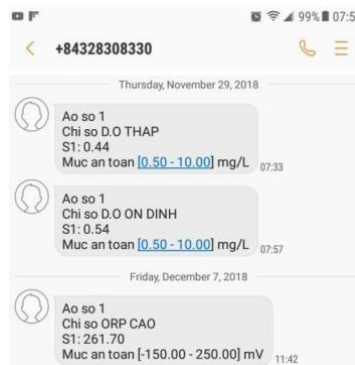 99% 07:5
+84328308330
Thursday, November 29, 2018
Ao so 1
Chi so D.O THAP
S1: 0.44
Muc an toan [0.50 - 10.00] mg/L
07:33
Ao so 1
Chi so D.O ON DINH
S1: 0.54
Muc an toan [0.50 - 10.00] mg/L
07:57
Friday, December 7, 2018
Ao so 1
Chi so ORP CAO
S1: 261.70
Muc an toan [-150.00 - 250.00] mV
11:42